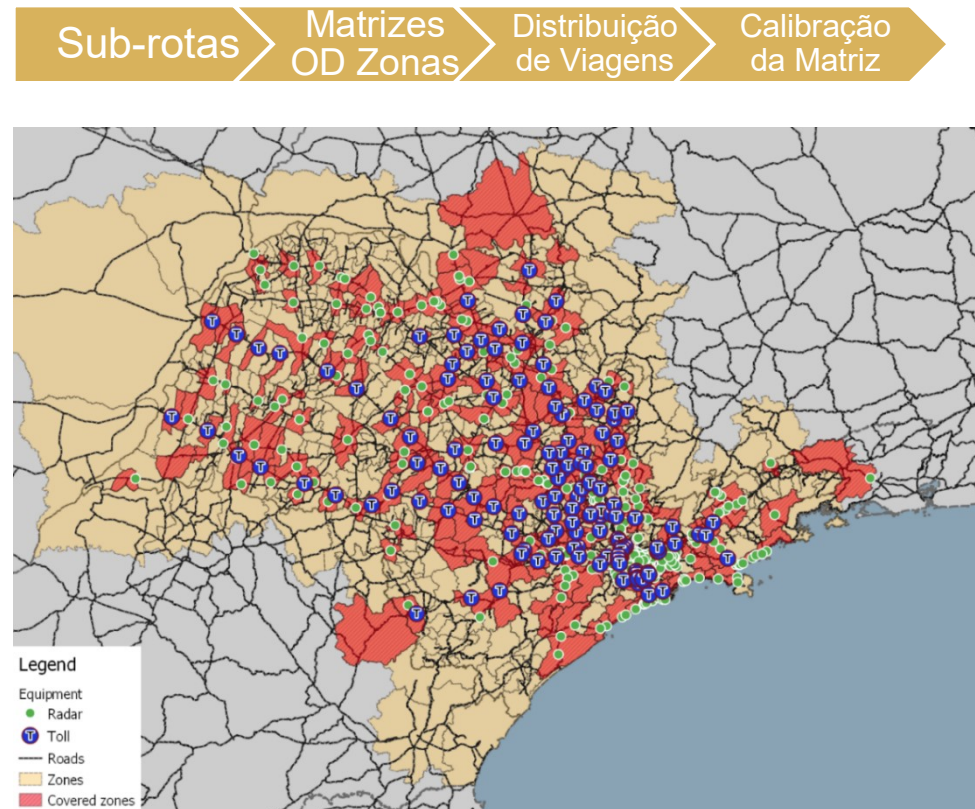 Sub-rotas
Matrizes
OD Zonas
Distribuição
de Viagens
Calibração
da Matriz
Legend
Equipment
Radar
T Toll
Roads
Zones
Covered zones